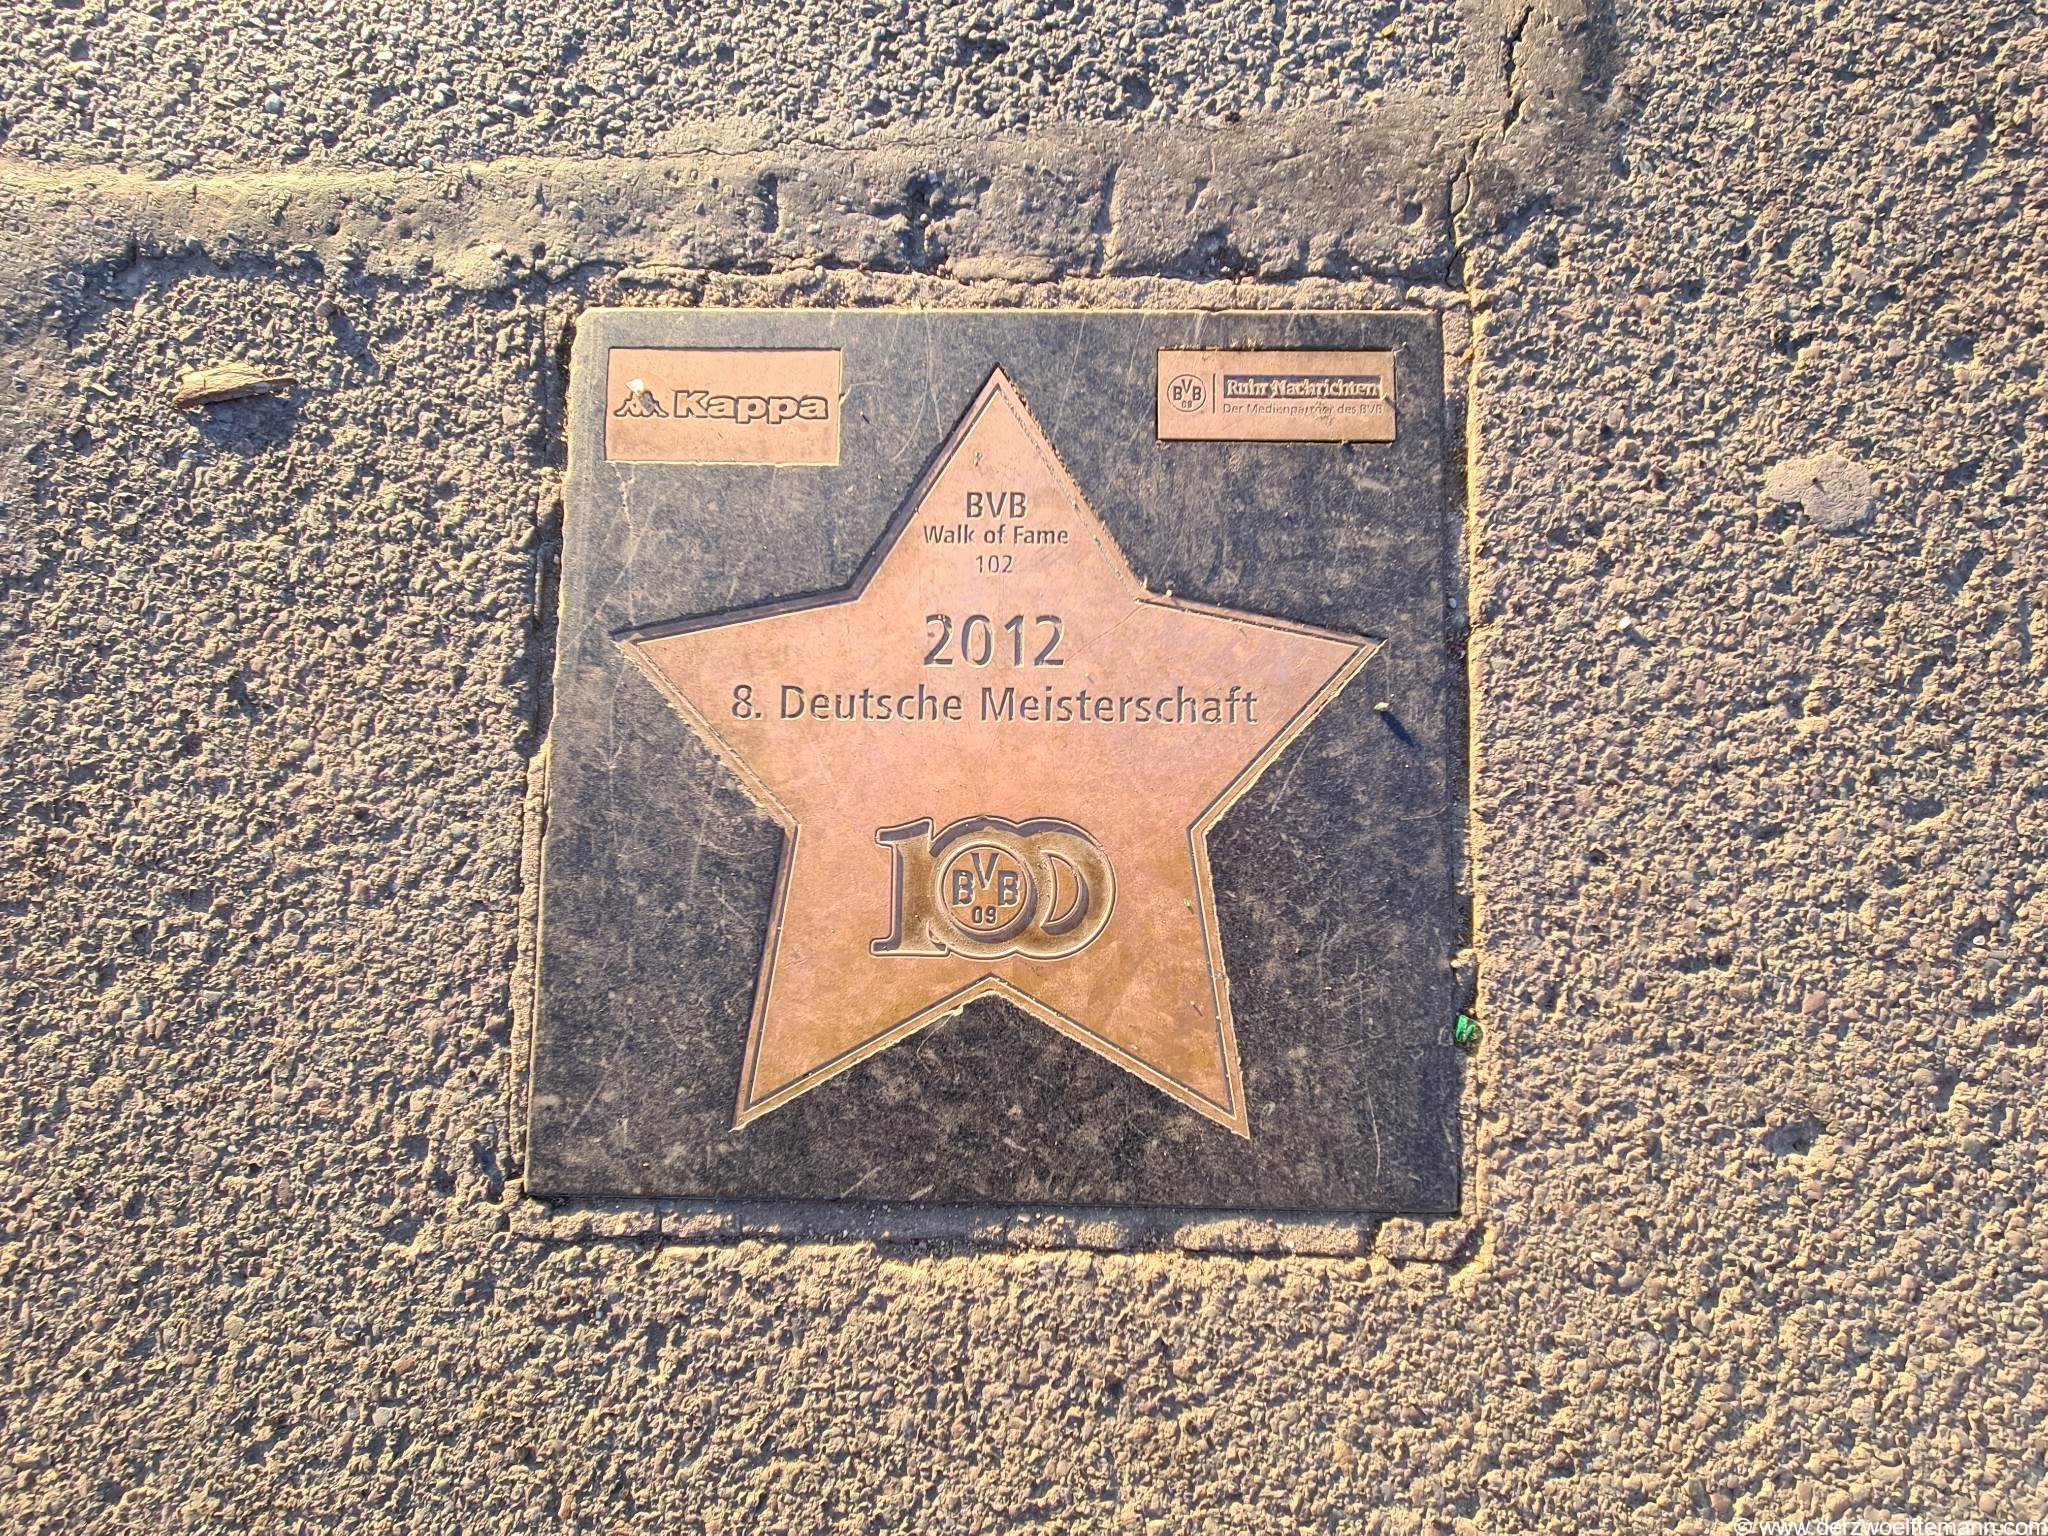 Kappa
BVB 09
Ruhr Nachrichten
Der Medienpartner des BVB
BVB
Walk of Fame
102
2012
8. Deutsche Meisterschaft
100
BVB
09
© www.derzwoelftemann.com